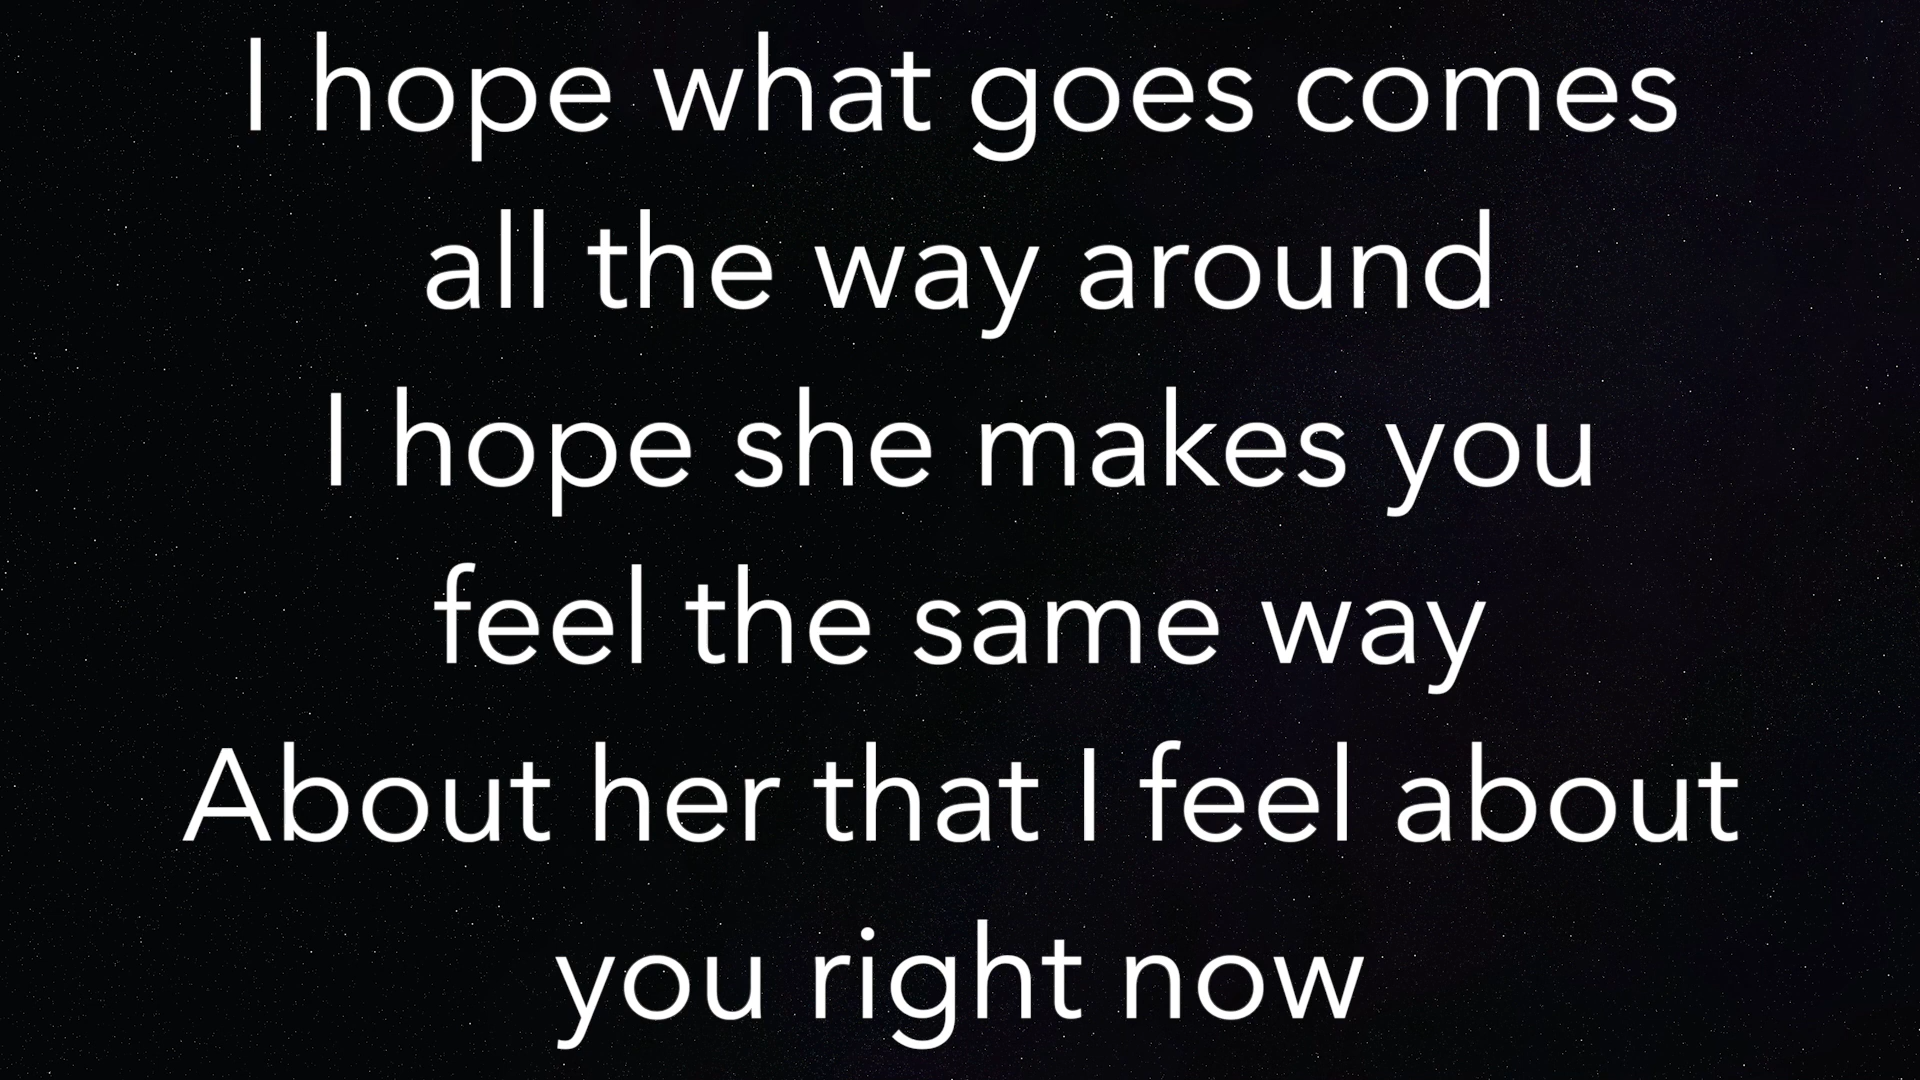 I hope what goes comes
all the way around
I hope she makes you
feel the same way
About her that I feel about
you right now